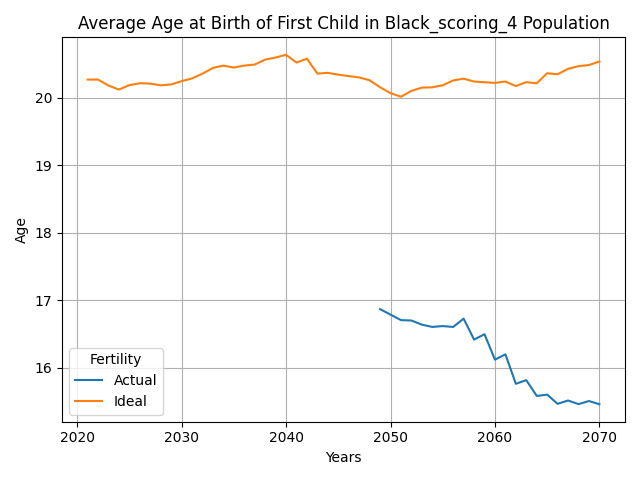 Average Age at Birth of First Child in Black_scoring_4 Population
Age
20
19
18
17
16
Fertility
Actual
Ideal
2020
2030
2040
2050
2060
2070
Years